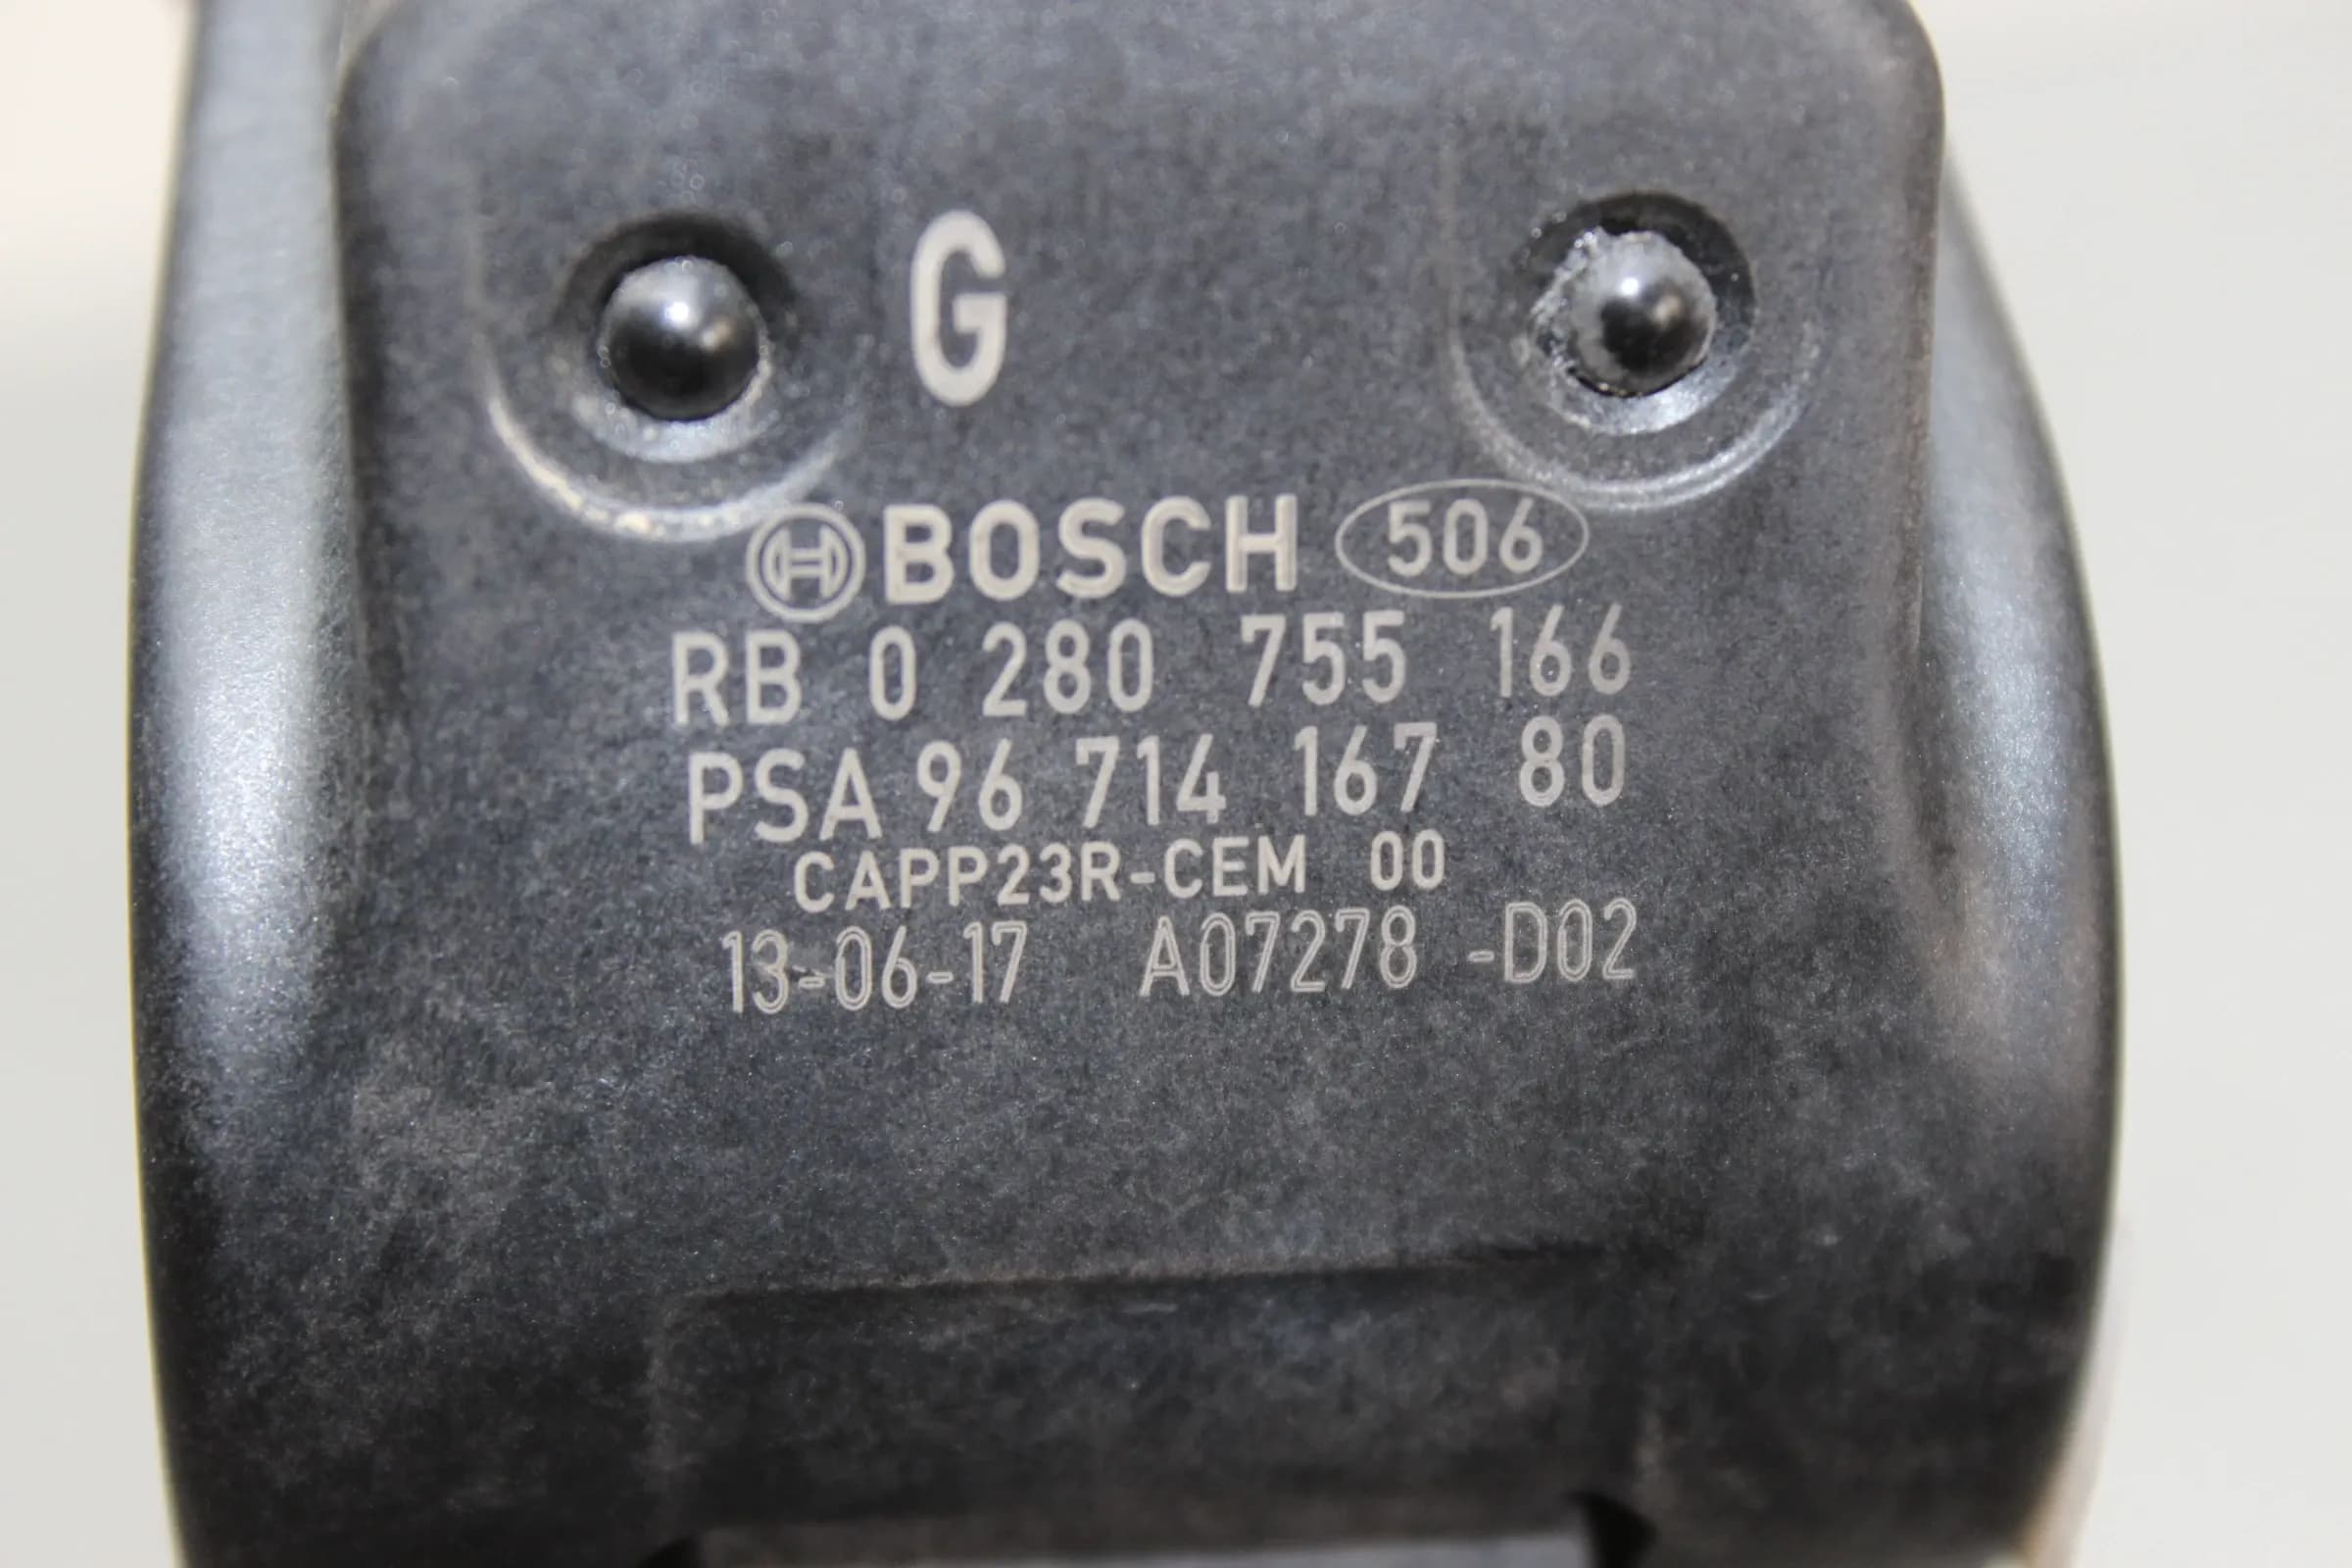 G
BOSCH 506
RB 0 280 755 166
PSA 96 714 167 80
CAPP23R-CEM 00
13-06-17 A07278 -D02